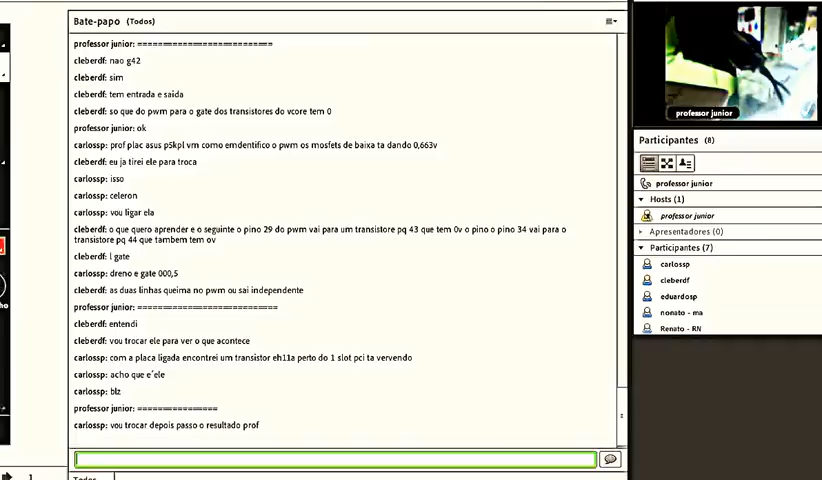 Bate-papo (Todos)
professor junior: ==========================
cleberdf: nao g42
cleberdf: sim
cleberdf: tem entrada e saida
cleberdf: so que do pwm para o gate dos transistores do vcore tem 0
professor junior: ok
carlossp: prof plac asus p5kpl vm como emdentifico o pwm os mosfets de baixa ta dando 0,663v
cleberdf: eu ja tirei ele para troca
carlossp: isso
carlossp: celeron
carlossp: vou ligar ela
cleberdf: o que quero aprender e o seguinte o pino 29 do pwm vai para um transistore pq 43 que tem 0v o pino o pino 34 vai para o
transistore pq 44 que tambem tem ov
cleberdf: l gate
carlossp: dreno e gate 000,5
cleberdf: as duas linhas queima no pwm ou sai independente
professor junior: ===========================
cleberdf: entendi
cleberdf: vou trocar ele para ver o que acontece
carlossp: com a placa ligada encontrei um transistor eh11a perto do 1 slot pci ta vervendo
carlossp: acho que e´ele
carlossp: blz
professor junior: ===============
carlossp: vou trocar depois passo o resultado prof
Todos
professor junior
Participantes (8)
professor junior
Hosts (1)
professor junior
Apresentadores (0)
Participantes (7)
carlossp
cleberdf
eduardosp
nonato - ma
Renato - RN